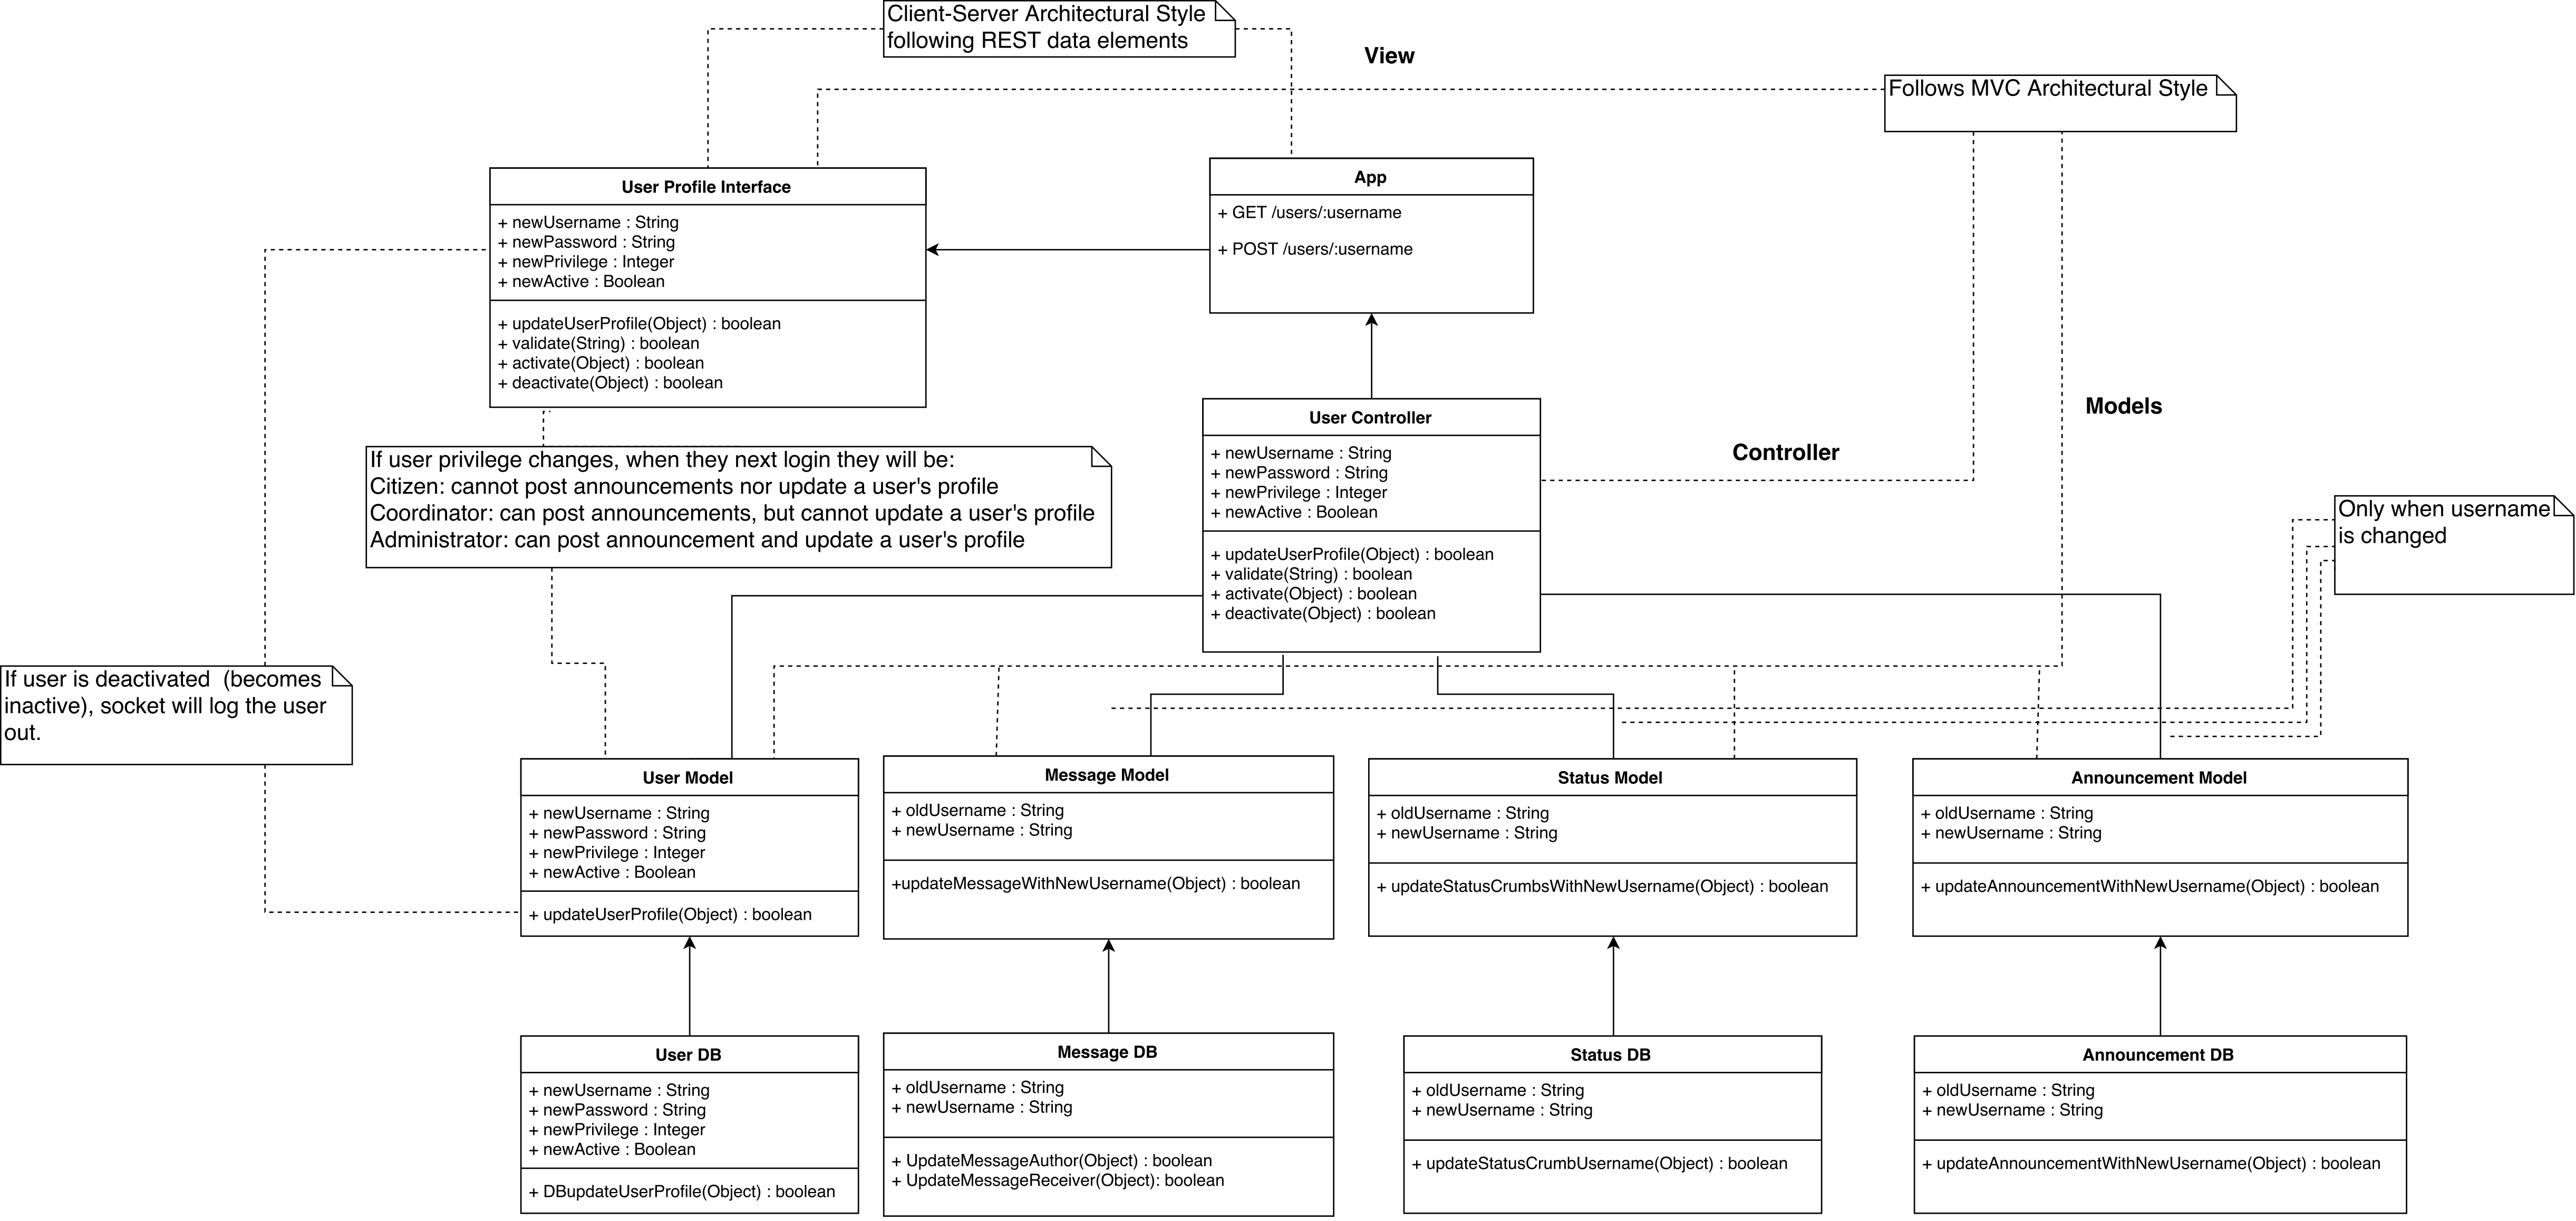 Client-Server Architectural Style
following REST data elements
View
Follows MVC Architectural Style
User Profile Interface
+ newUsername : String
+ newPassword : String
+ newPrivilege : Integer
+ newActive : Boolean
+ updateUserProfile(Object) : boolean
+ validate(String) : boolean
+ activate(Object) : boolean
+ deactivate(Object) : boolean
App
+ GET /users/:username
+ POST /users/:username
Models
Controller
User Controller
+ newUsername : String
+ newPassword : String
+ newPrivilege : Integer
+ newActive : Boolean
+ updateUserProfile(Object) : boolean
+ validate(String) : boolean
+ activate(Object) : boolean
+ deactivate(Object) : boolean
If user privilege changes, when they next login they will be:
Citizen: cannot post announcements nor update a user's profile
Coordinator: can post announcements, but cannot update a user's profile
Administrator: can post announcement and update a user's profile
Only when username
is changed
If user is deactivated (becomes
inactive), socket will log the user
out.
User Model
+ newUsername : String
+ newPassword : String
+ newPrivilege : Integer
+ newActive : Boolean
+ updateUserProfile(Object) : boolean
Message Model
+ oldUsername : String
+ newUsername : String
+updateMessageWithNewUsername(Object) : boolean
Status Model
+ oldUsername : String
+ newUsername : String
+ updateStatusCrumbsWithNewUsername(Object) : boolean
Announcement Model
+ oldUsername : String
+ newUsername : String
+ updateAnnouncementWithNewUsername(Object) : boolean
User DB
+ newUsername : String
+ newPassword : String
+ newPrivilege : Integer
+ newActive : Boolean
+ DBupdateUserProfile(Object) : boolean
Message DB
+ oldUsername : String
+ newUsername : String
+ UpdateMessageAuthor(Object) : boolean
+ UpdateMessageReceiver(Object): boolean
Status DB
+ oldUsername : String
+ newUsername : String
+ updateStatusCrumbUsername(Object) : boolean
Announcement DB
+ oldUsername : String
+ newUsername : String
+ updateAnnouncementWithNewUsername(Object) : boolean